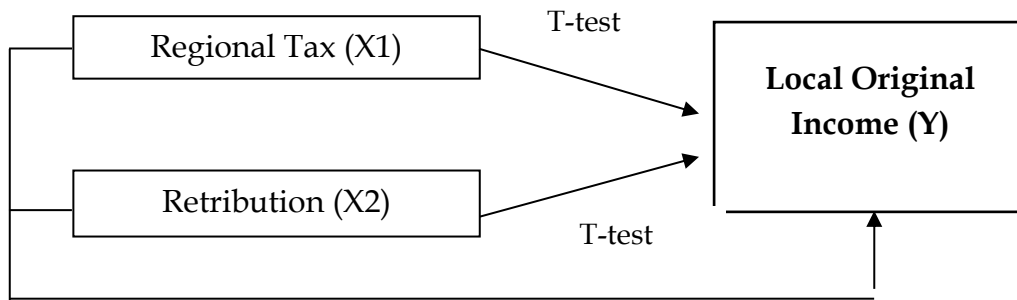 T-test
Regional Tax (X1)
Local Original
Income (Y)
Retribution (X2)
T-test